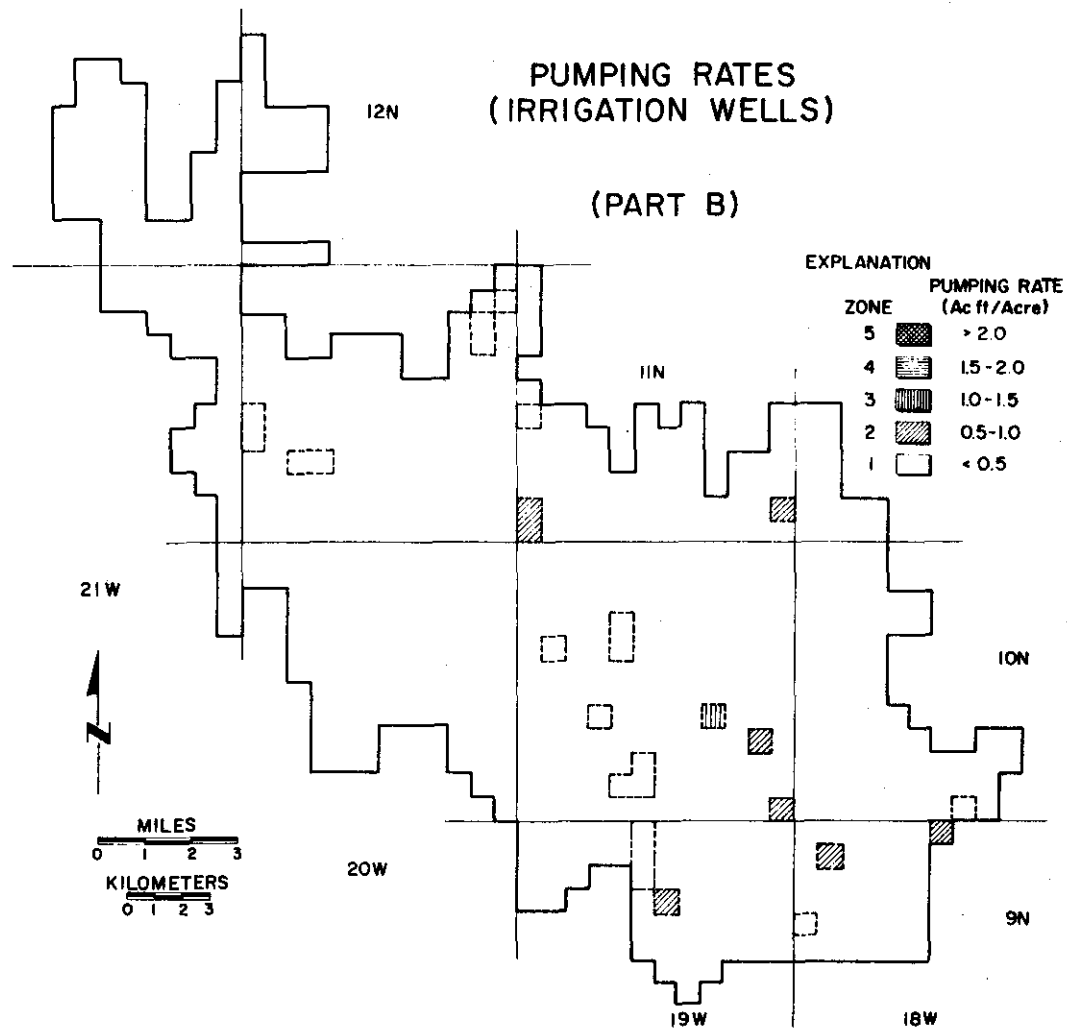 PUMPING RATES
(IRRIGATION WELLS)
(PART B)
12N
EXPLANATION
ZONE PUMPING RATE
(Ac ft/Acre)
5 > 2.0
4 1.5-2.0
3 1.0-1.5
2 0.5-1.0
1 < 0.5
11N
21W
10N
N
MILES
0 1 2 3
KILOMETERS
0 1 2 3
20W
9N
19W
18W